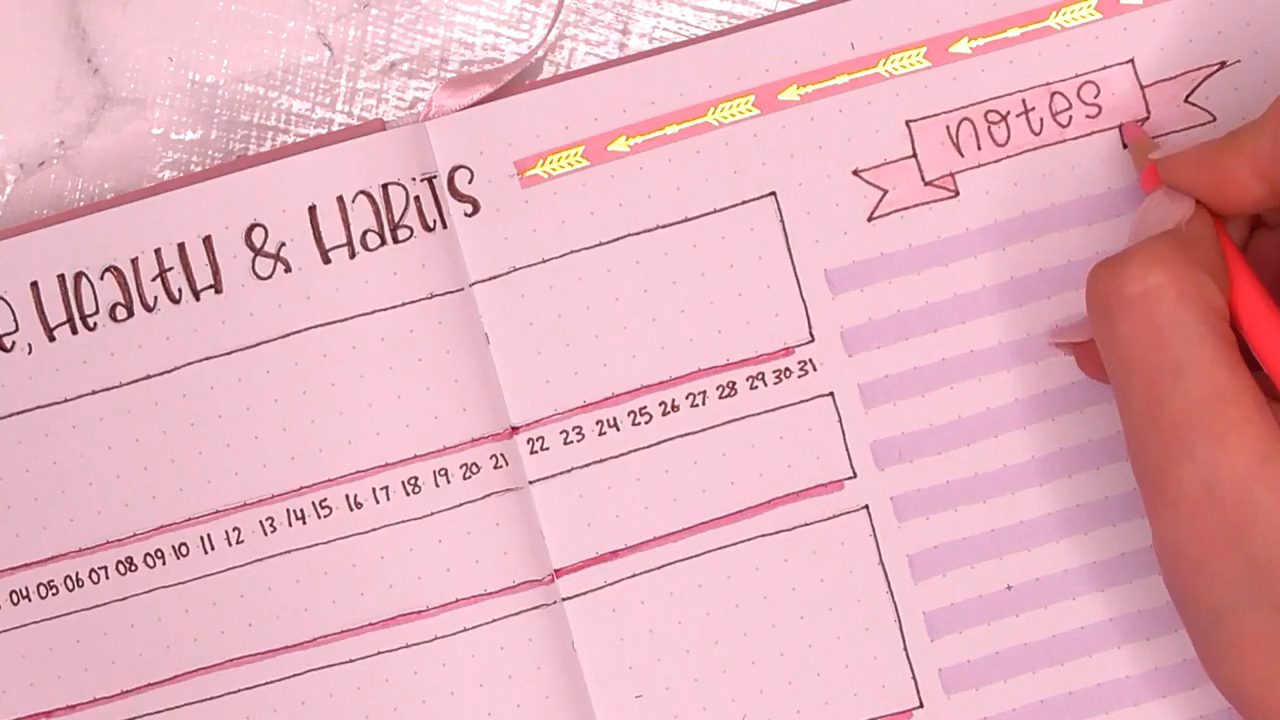 e, Health & Habits
notes
04 05 06 07 08 09 10 11 12 13 14 15 16 17 18 19 20 21 22 23 24 25 26 27 28 29 30 31